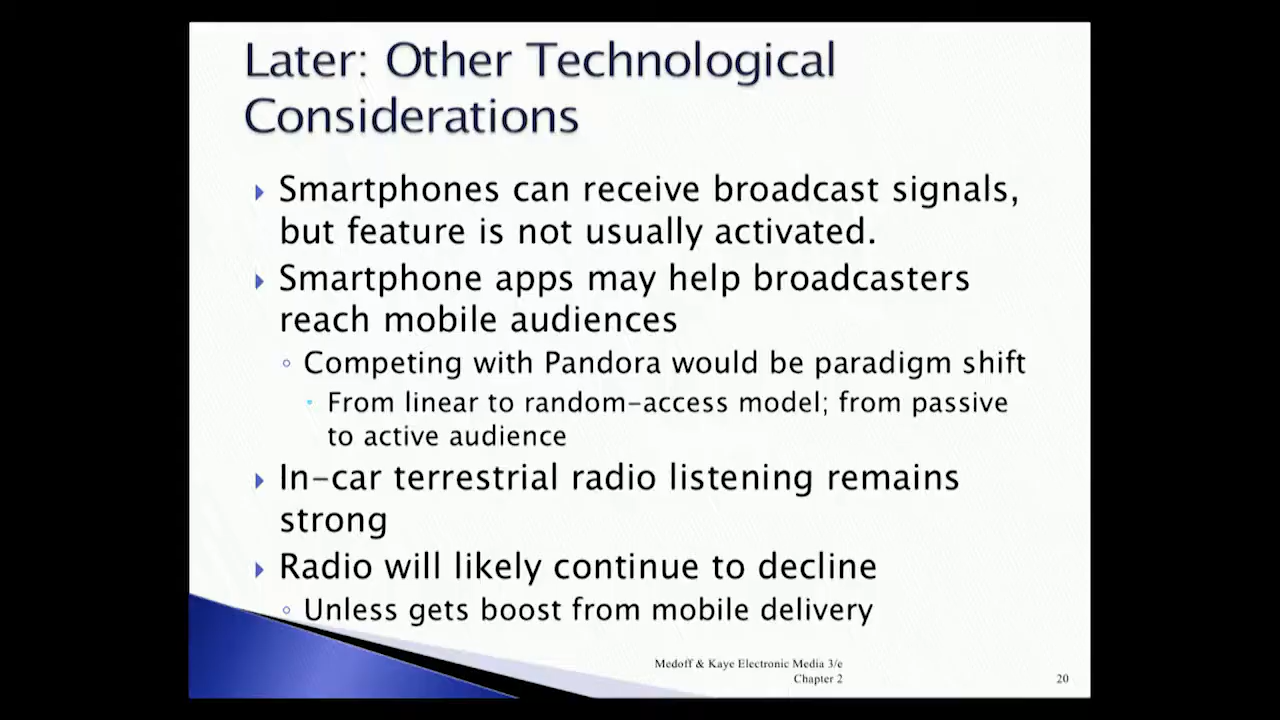 Later: Other Technological
Considerations
Smartphones can receive broadcast signals,
but feature is not usually activated.
Smartphone apps may help broadcasters
reach mobile audiences
Competing with Pandora would be paradigm shift
From linear to random-access model; from passive
to active audience
In-car terrestrial radio listening remains
strong
Radio will likely continue to decline
Unless gets boost from mobile delivery
Medoff & Kaye Electronic Media 3/e
Chapter 2
20